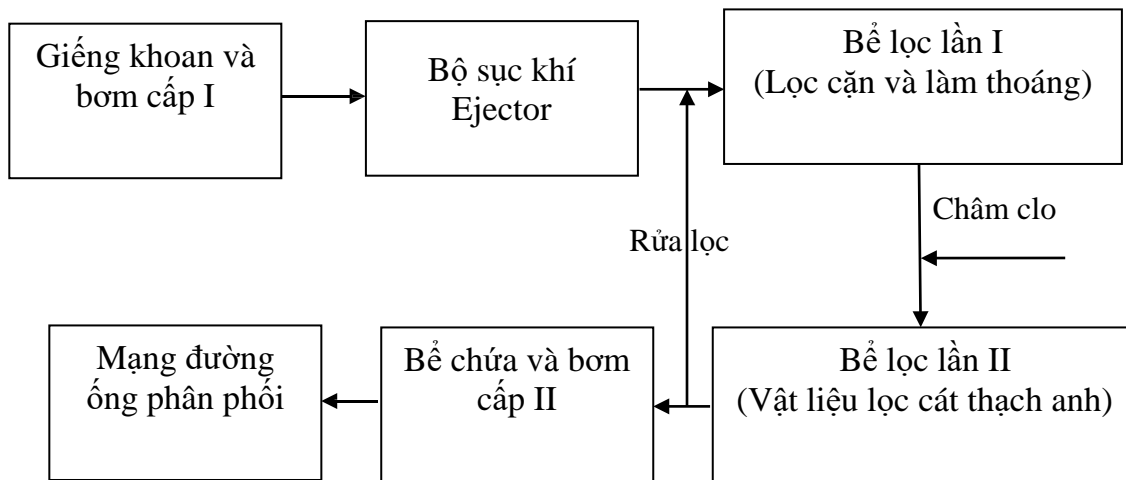 Giếng khoan và
bơm cấp I
Bộ sục khí
Ejector
Bể lọc lần I
(Lọc cặn và làm thoáng)
Châm clo
Rửa lọc
Mạng đường
ống phân phối
Bể chứa và bơm
cấp II
Bể lọc lần II
(Vật liệu lọc cát thạch anh)